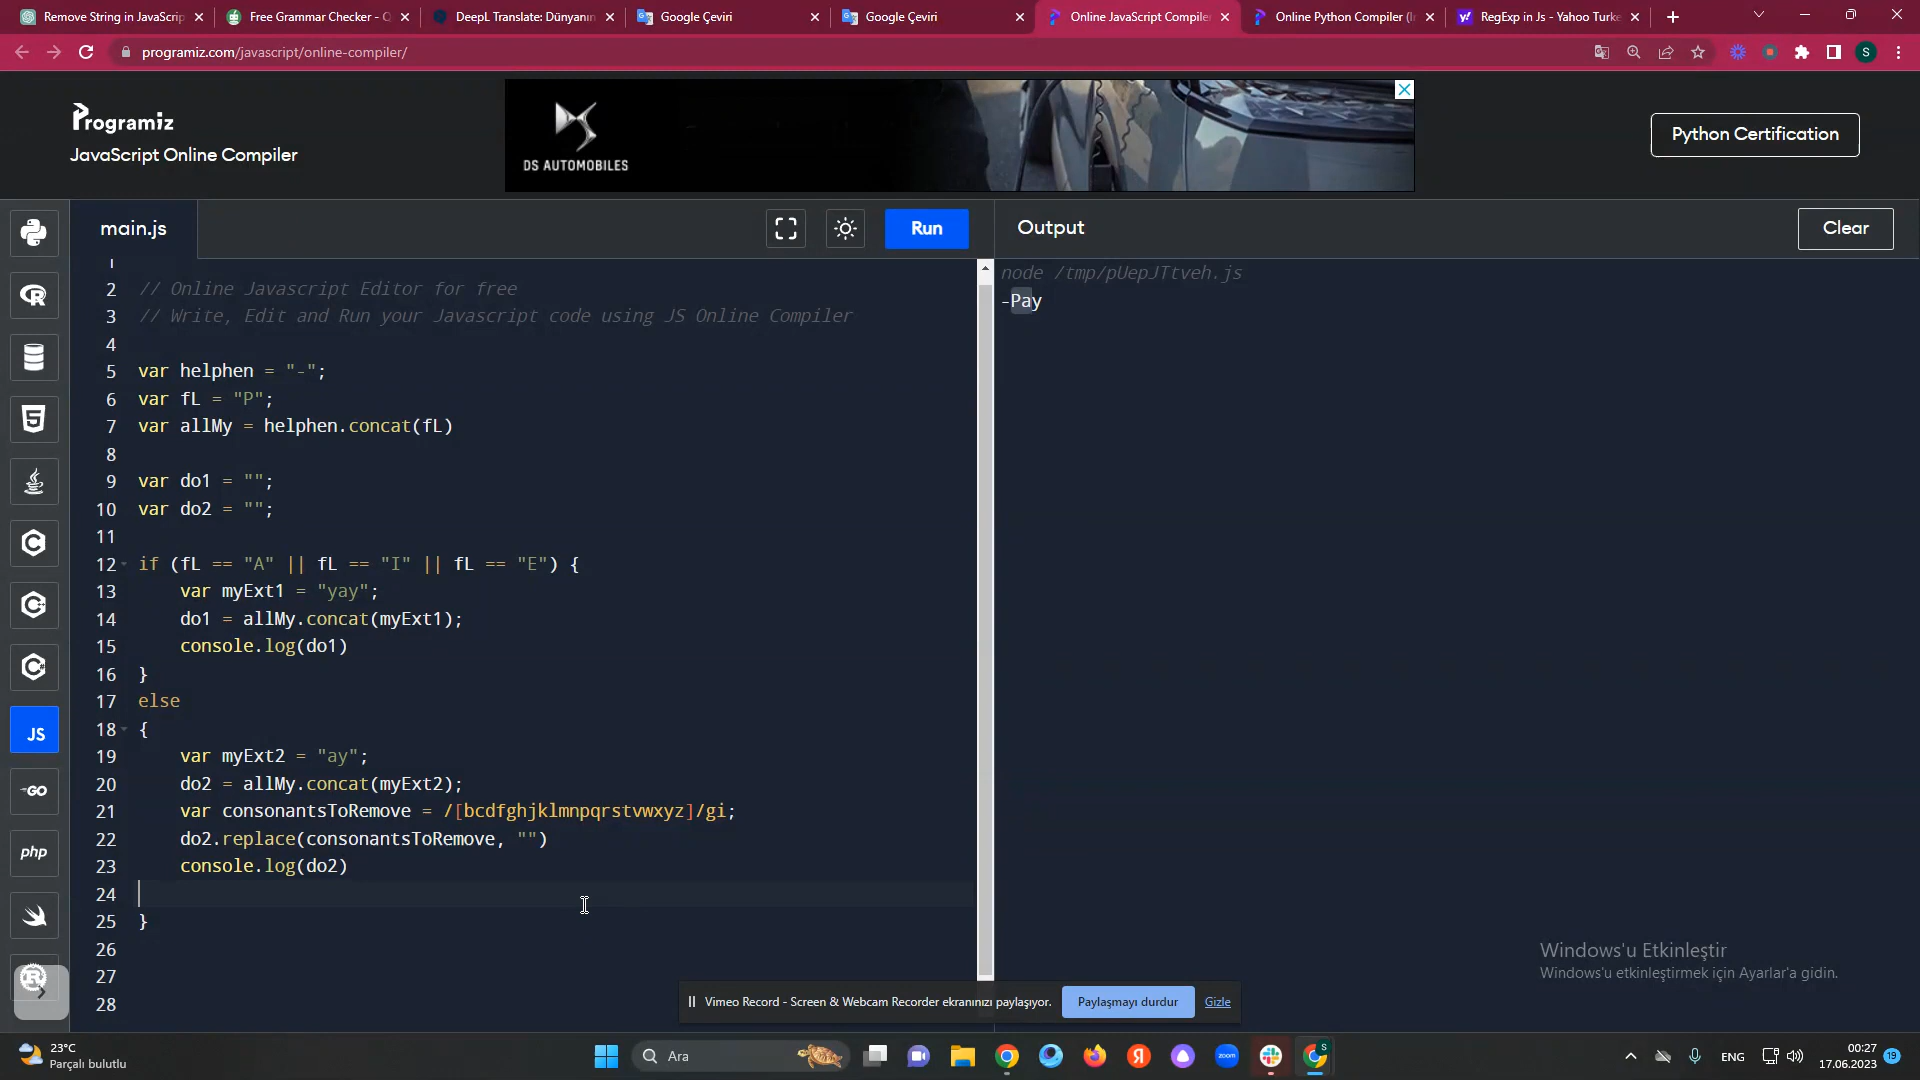 Remove String in JavaScrip
Free Grammar Checker - Q
DeepL Translate: Dünyanın
Google Çeviri
Google Çeviri
Online JavaScript Compiler
Online Python Compiler (In
RegExp in Js - Yahoo Turke
programiz.com/javascript/online-compiler/
S
Programiz
JavaScript Online Compiler
DS AUTOMOBILES
Python Certification
main.js
Run
Output
Clear
1
2 // Online Javascript Editor for free
3 // Write, Edit and Run your Javascript code using JS Online Compiler
4
5 var helphen = "-";
6 var fL = "P";
7 var allMy = helphen.concat(fL)
8
9 var do1 = "";
10 var do2 = "";
11
12 if (fL == "A" || fL == "I" || fL == "E") {
13 var myExt1 = "yay";
14 do1 = allMy.concat(myExt1);
15 console.log(do1)
16 }
17 else
18 {
19 var myExt2 = "ay";
20 do2 = allMy.concat(myExt2);
21 var consonantsToRemove = /[bcdfghjklmnpqrstvwxyz]/gi;
22 do2.replace(consonantsToRemove, "")
23 console.log(do2)
24
25 }
26
27
28
node /tmp/pUepJTtveh.js
-Pay
JS
GO
php
Windows'u Etkinleştir
Windows'u etkinleştirmek için Ayarlar'a gidin.
Vimeo Record - Screen & Webcam Recorder ekranınızı paylaşıyor.
Paylaşmayı durdur
Gizle
23°C
Parçalı bulutlu
Ara
zoom
ENG
00:27
17.06.2023
19